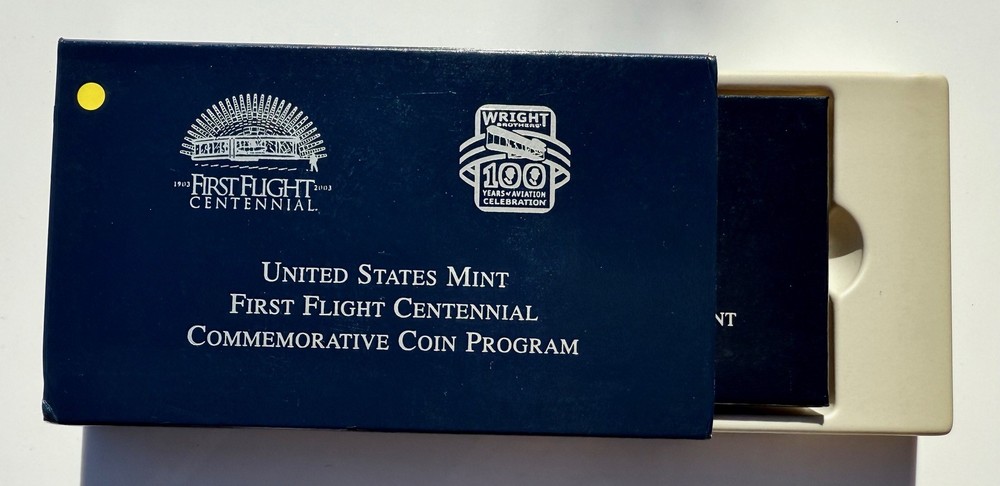 1903 FIRST FLIGHT 2003
CENTENNIAL
WRIGHT
BROTHERS
100
YEARS of AVIATION
CELEBRATION
UNITED STATES MINT
FIRST FLIGHT CENTENNIAL
COMMEMORATIVE COIN PROGRAM
NT